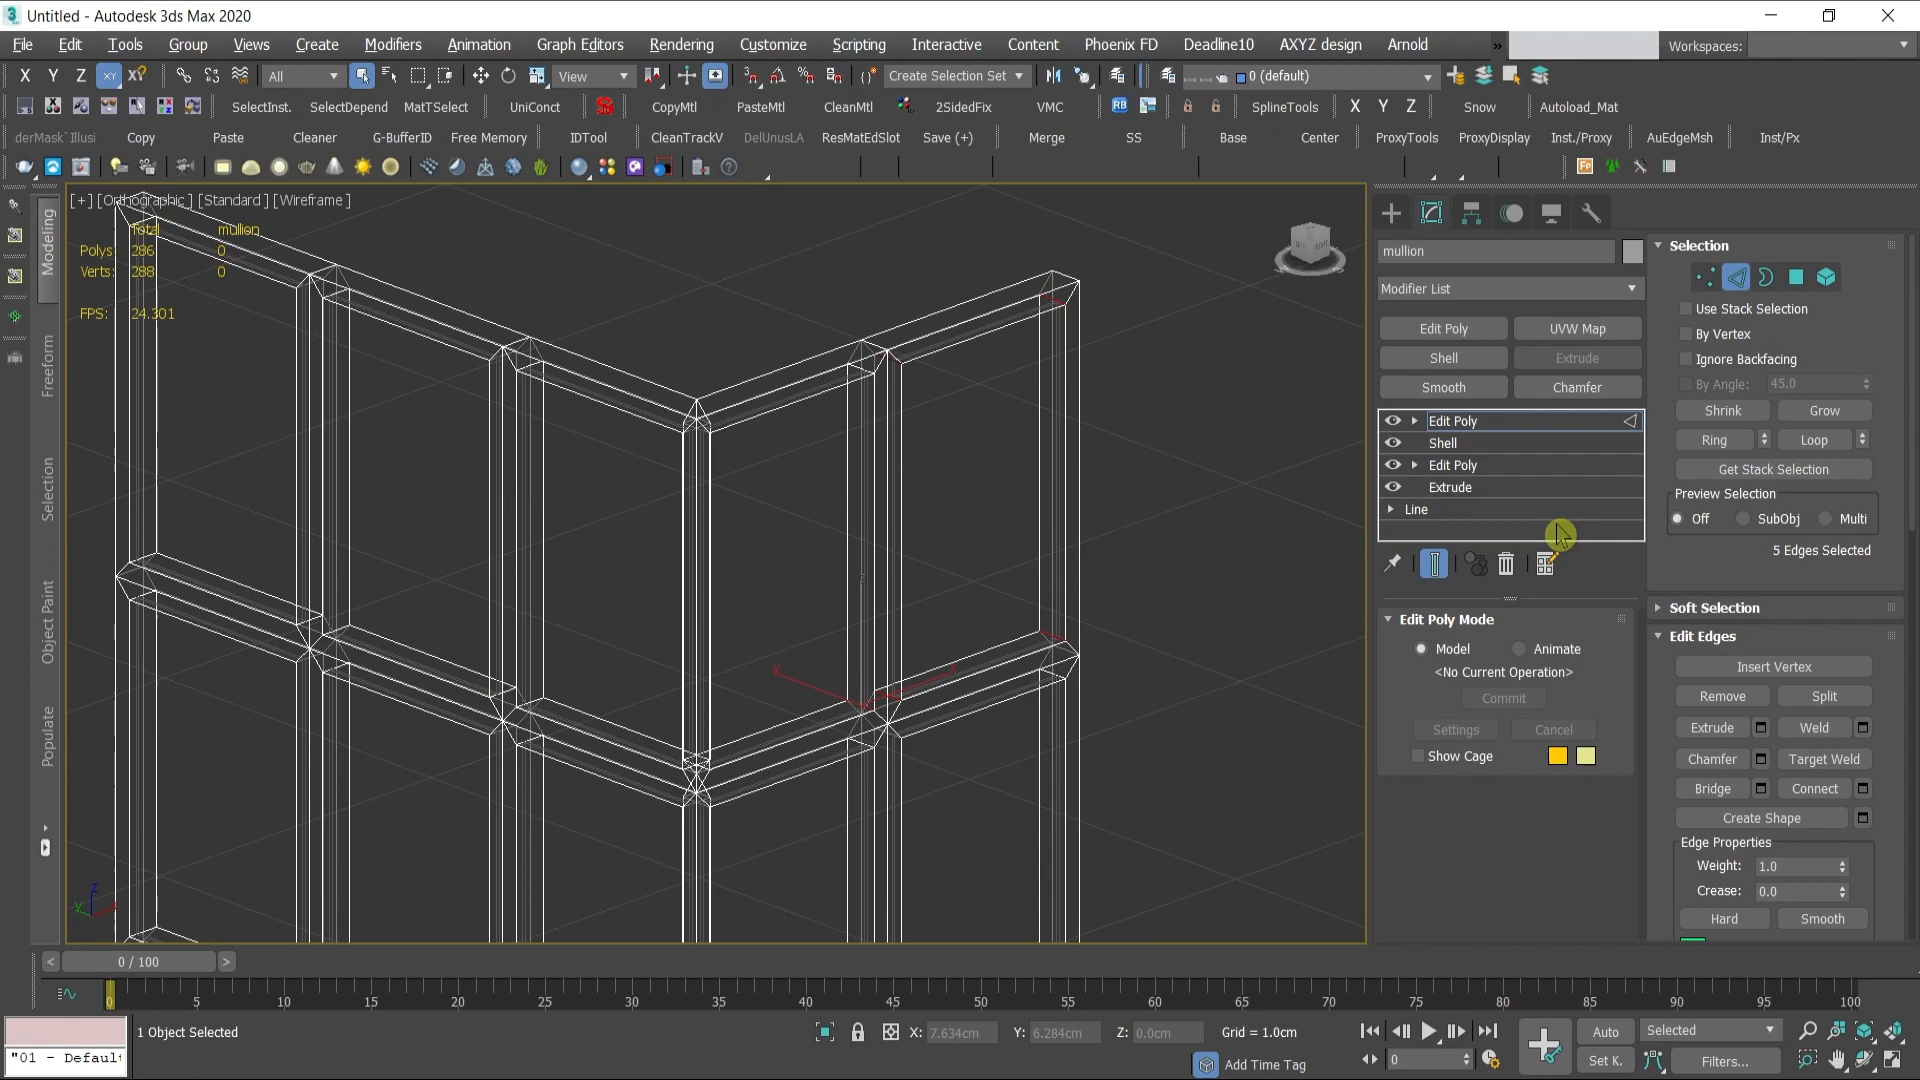 Untitled - Autodesk 3ds Max 2020
File Edit Tools Group Views Create Modifiers Animation Graph Editors Rendering Customize Scripting Interactive Content Phoenix FD Deadline10 AXYZ design Arnold » Workspaces:
X Y Z XY XP All View Create Selection Set 0 (default)
SelectInst. SelectDepend MatTSelect UniConct CopyMtl PasteMtl CleanMtl 2SidedFix VMC RB SplineTools X Y Z Snow Autoload_Mat
derMask`Illusi Copy Paste Cleaner G-BufferID Free Memory IDTool CleanTrackV DelUnusLA ResMatEdSlot Save (+) Merge SS Base Center ProxyTools ProxyDisplay Inst./Proxy AuEdgeMsh Inst/Px
[+] [Orthographic ] [Standard ] [Wireframe ]
Total mullion
Polys: 286 0
Verts: 288 0
FPS: 24.301
Modeling
Freeform
Selection
Object Paint
Populate
mullion
Modifier List
Edit Poly UVW Map
Shell Extrude
Smooth Chamfer
Edit Poly
Shell
Edit Poly
Extrude
Line
Edit Poly Mode
Model Animate
<No Current Operation>
Commit
Settings Cancel
Show Cage
Selection
Use Stack Selection
By Vertex
Ignore Backfacing
By Angle: 45.0
Shrink Grow
Ring Loop
Get Stack Selection
Preview Selection
Off SubObj Multi
5 Edges Selected
Soft Selection
Edit Edges
Insert Vertex
Remove Split
Extrude Weld
Chamfer Target Weld
Bridge Connect
Create Shape
Edge Properties
Weight: 1.0
Crease: 0.0
Hard Smooth
z
x
y
< 0 / 100 >
0 5 10 15 20 25 30 35 40 45 50 55 60 65 70 75 80 85 90 95 100
1 Object Selected X: 7.634cm Y: 6.284cm Z: 0.0cm Grid = 1.0cm Auto Selected
"01 - Default Add Time Tag 0 Set K. Filters...